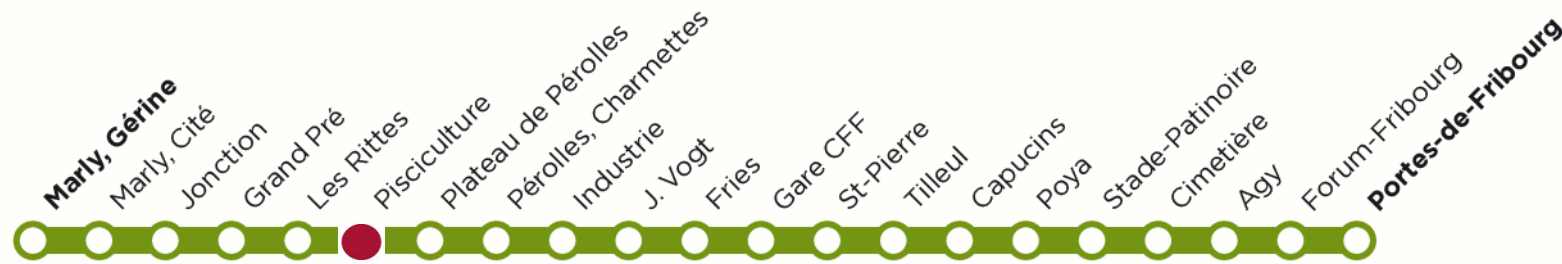 Marly, Gérine
Marly, Cité
Jonction
Grand Pré
Les Rittes
Pisciculture
Plateau de Pérolles
Pérolles, Charmettes
Industrie
J. Vogt
Fries
Gare CFF
St-Pierre
Tilleul
Capucins
Poya
Stade-Patinoire
Cimetière
Agy
Forum-Fribourg
Portes-de-Fribourg